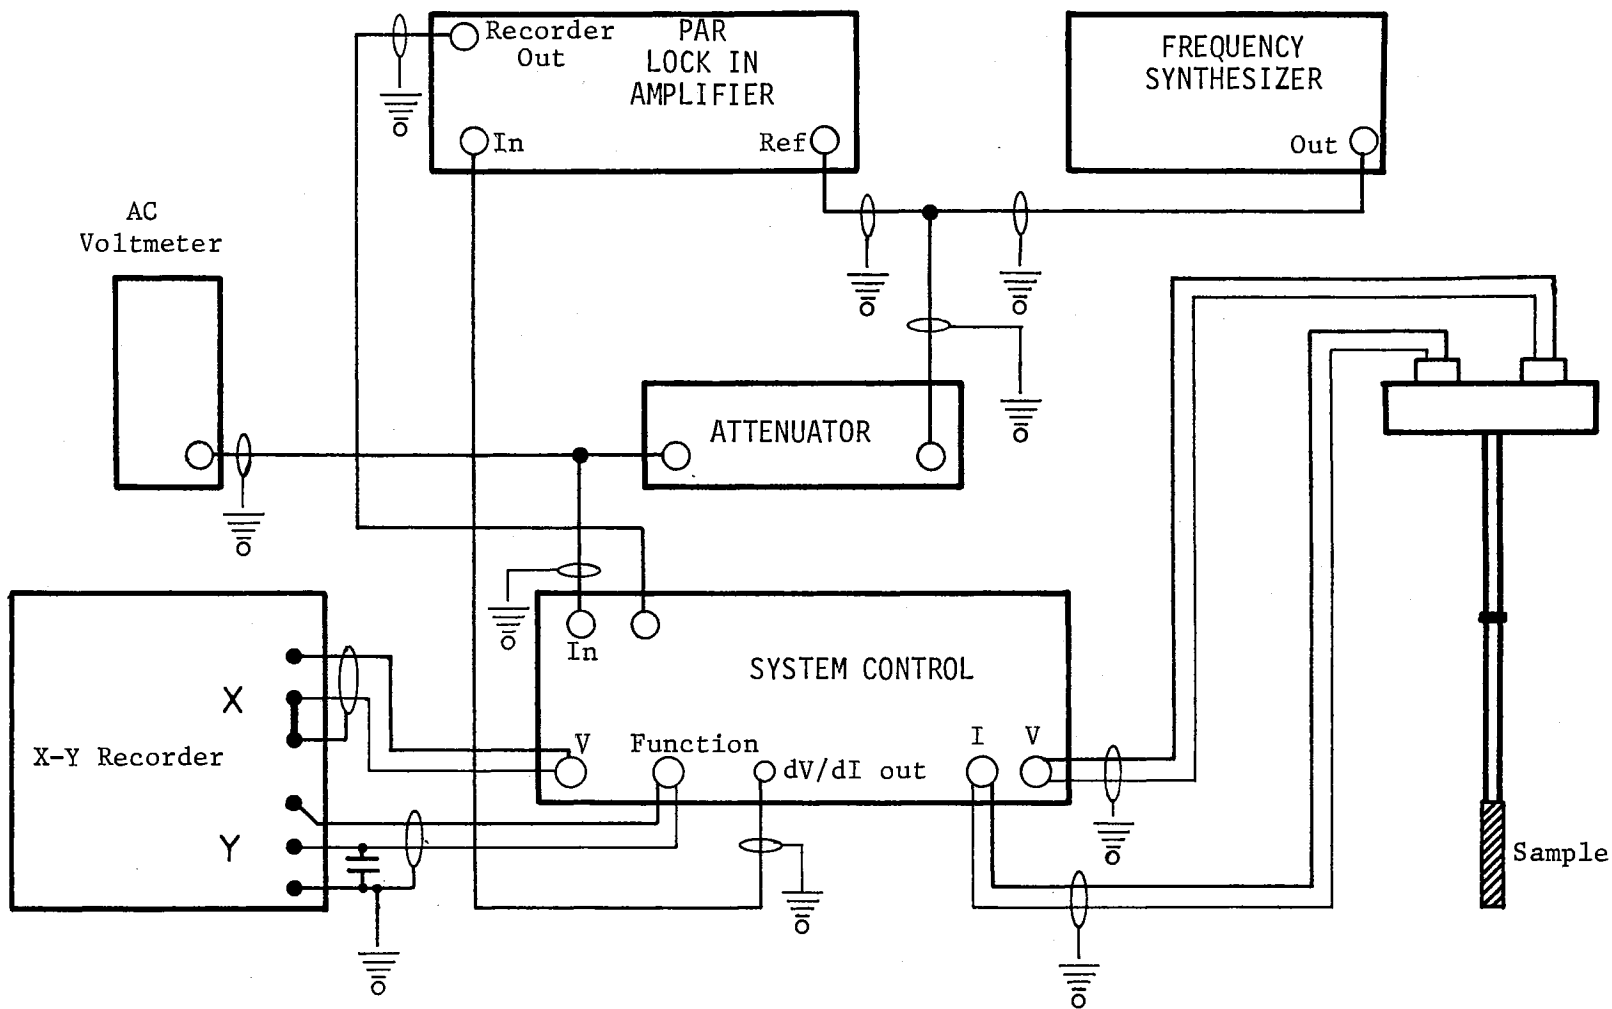 Recorder
Out
PAR
LOCK IN
AMPLIFIER
In
Ref
FREQUENCY
SYNTHESIZER
Out
AC
Voltmeter
ATTENUATOR
In
SYSTEM CONTROL
X
X-Y Recorder
Y
V
Function
dV/dI out
I
V
Sample